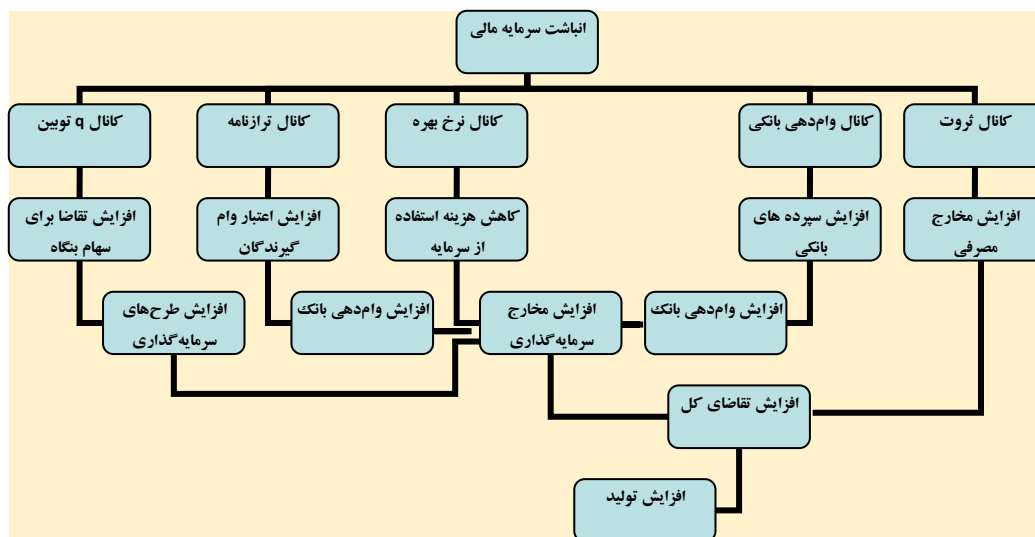 انباشت سرمایه مالی
کانال ثروت
کانال وام‌دهی بانکی
کانال نرخ بهره
کانال ترازنامه
کانال q توبین
افزایش مخارج
مصرفی
افزایش سپرده های
بانکی
کاهش هزینه استفاده
از سرمایه
افزایش اعتبار وام
گیرندگان
افزایش تقاضا برای
سهام بنگاه
افزایش وام‌دهی بانک
افزایش مخارج
سرمایه‌گذاری
افزایش وام‌دهی بانک
افزایش طرح‌های
سرمایه‌گذاری
افزایش تقاضای کل
افزایش تولید